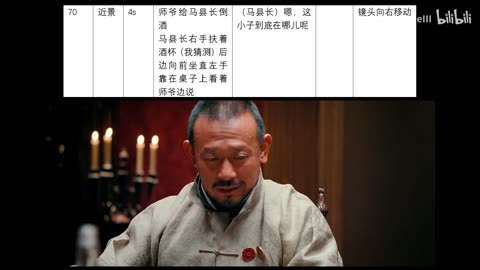 70 近景 4s 师爷给马县长倒 （马县长）嗯，这 镜头向右移动
酒 小子到底在哪儿呢
马县长右手扶着
酒杯（我猜测）后
边向前坐直左手
靠在桌子上看着
师爷边说
elll bilibili